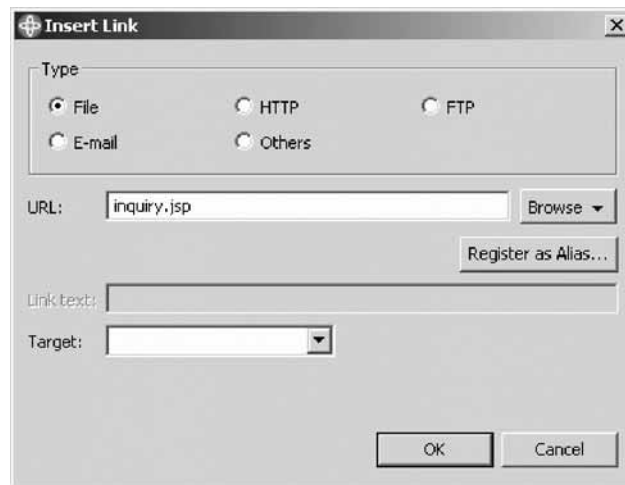 Insert Link
Type
File HTTP FTP
E-mail Others
URL: inquiry.jsp Browse
Register as Alias...
Link text:
Target:
OK Cancel